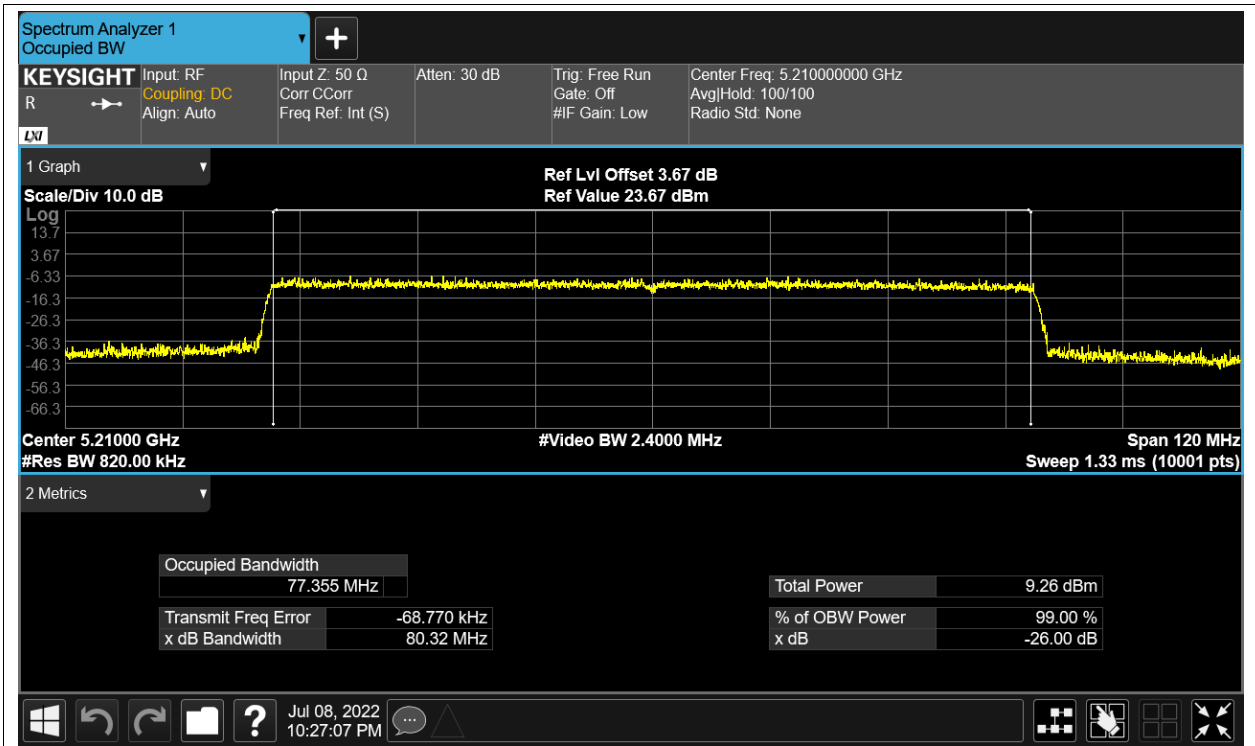 Spectrum Analyzer 1
Occupied BW
KEYSIGHT Input: RF Input Z: 50 Ω Atten: 30 dB Trig: Free Run Center Freq: 5.210000000 GHz
R Coupling: DC Corr CCorr Gate: Off Avg|Hold: 100/100
Align: Auto Freq Ref: Int (S) #IF Gain: Low Radio Std: None
LXI
1 Graph
Ref Lvl Offset 3.67 dB
Scale/Div 10.0 dB Ref Value 23.67 dBm
Log
13.7
3.67
-6.33
-16.3
-26.3
-36.3
-46.3
-56.3
-66.3
Center 5.21000 GHz #Video BW 2.4000 MHz Span 120 MHz
#Res BW 820.00 kHz Sweep 1.33 ms (10001 pts)
2 Metrics
Occupied Bandwidth
77.355 MHz Total Power 9.26 dBm
Transmit Freq Error -68.770 kHz % of OBW Power 99.00 %
x dB Bandwidth 80.32 MHz x dB -26.00 dB
? Jul 08, 2022
10:27:07 PM